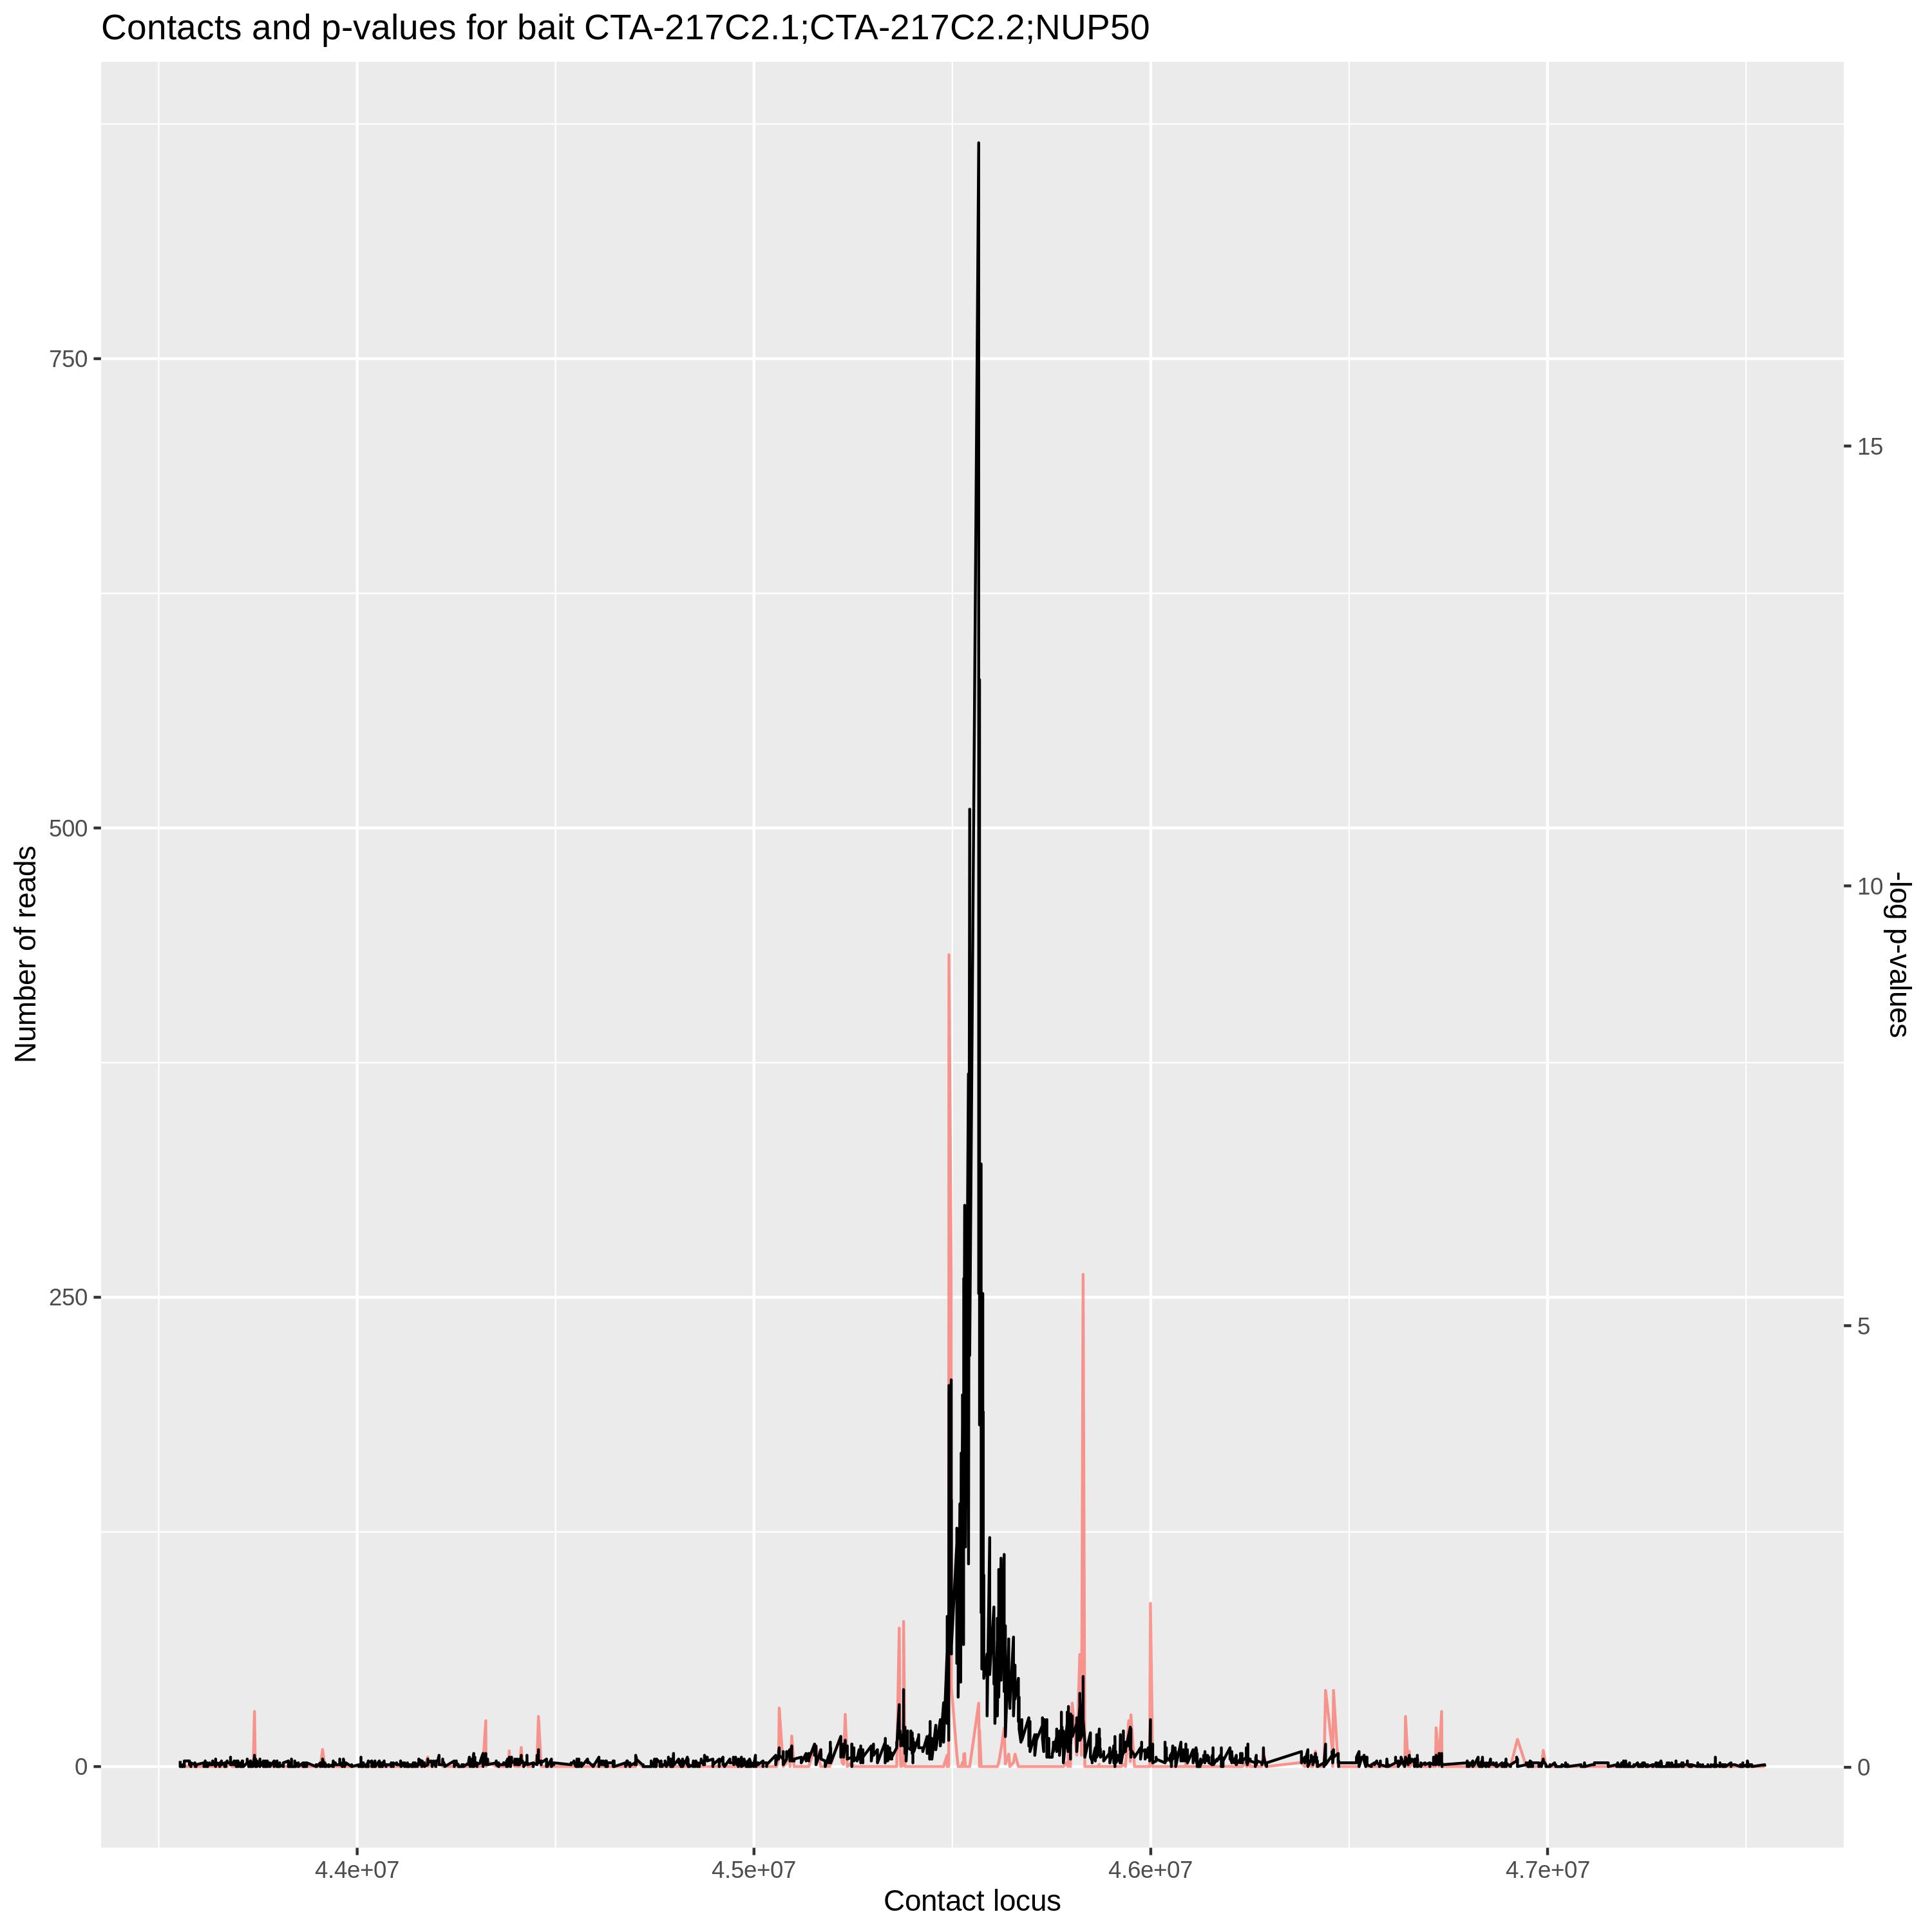 Contacts and p-values for bait CTA-217C2.1;CTA-217C2.2;NUP50
750
500
250
0
Number of reads
15
10
5
0
-log p-values
4.4e+07
4.5e+07
4.6e+07
4.7e+07
Contact locus